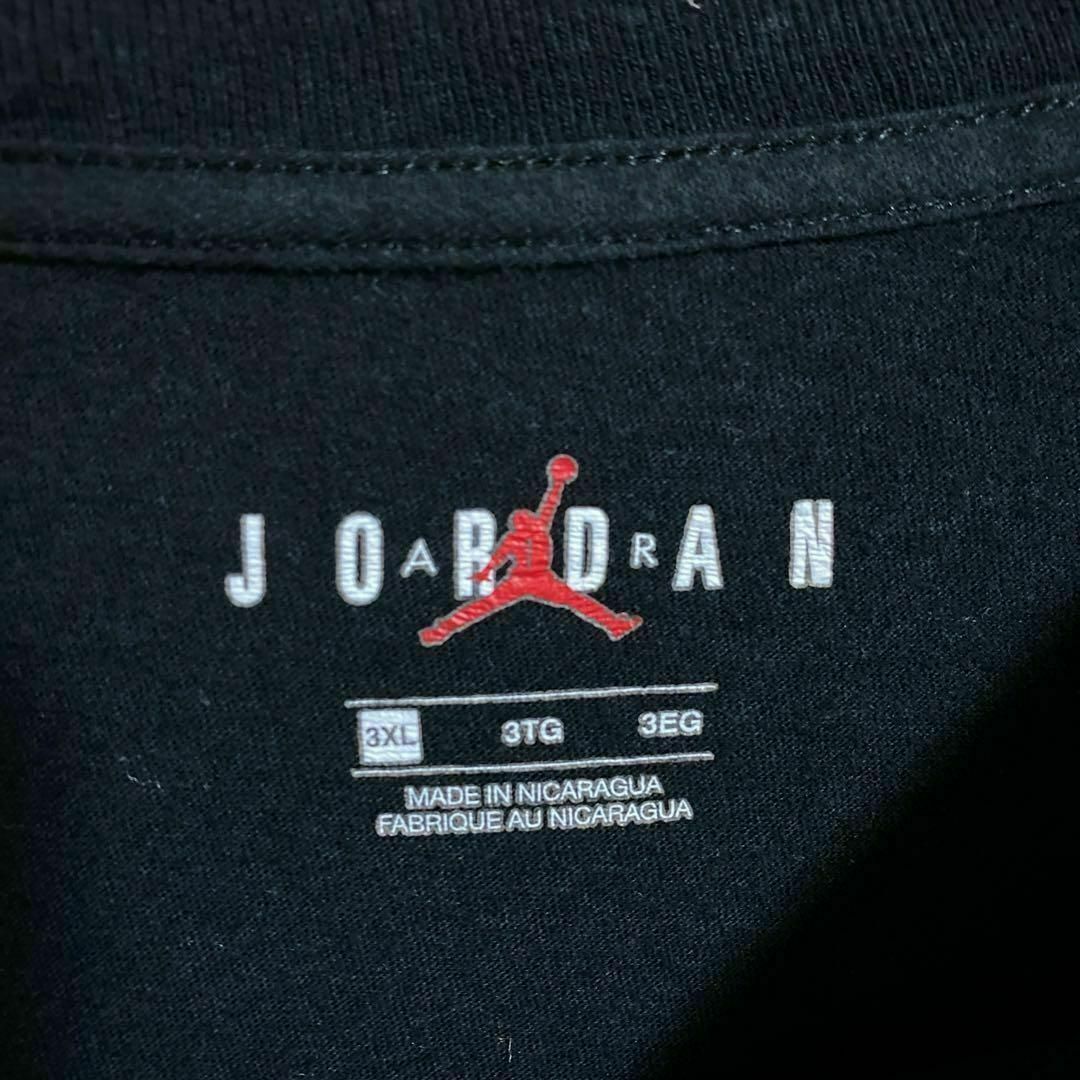 JORDAN
AIR
3XL 3TG 3EG
MADE IN NICARAGUA
FABRIQUE AU NICARAGUA